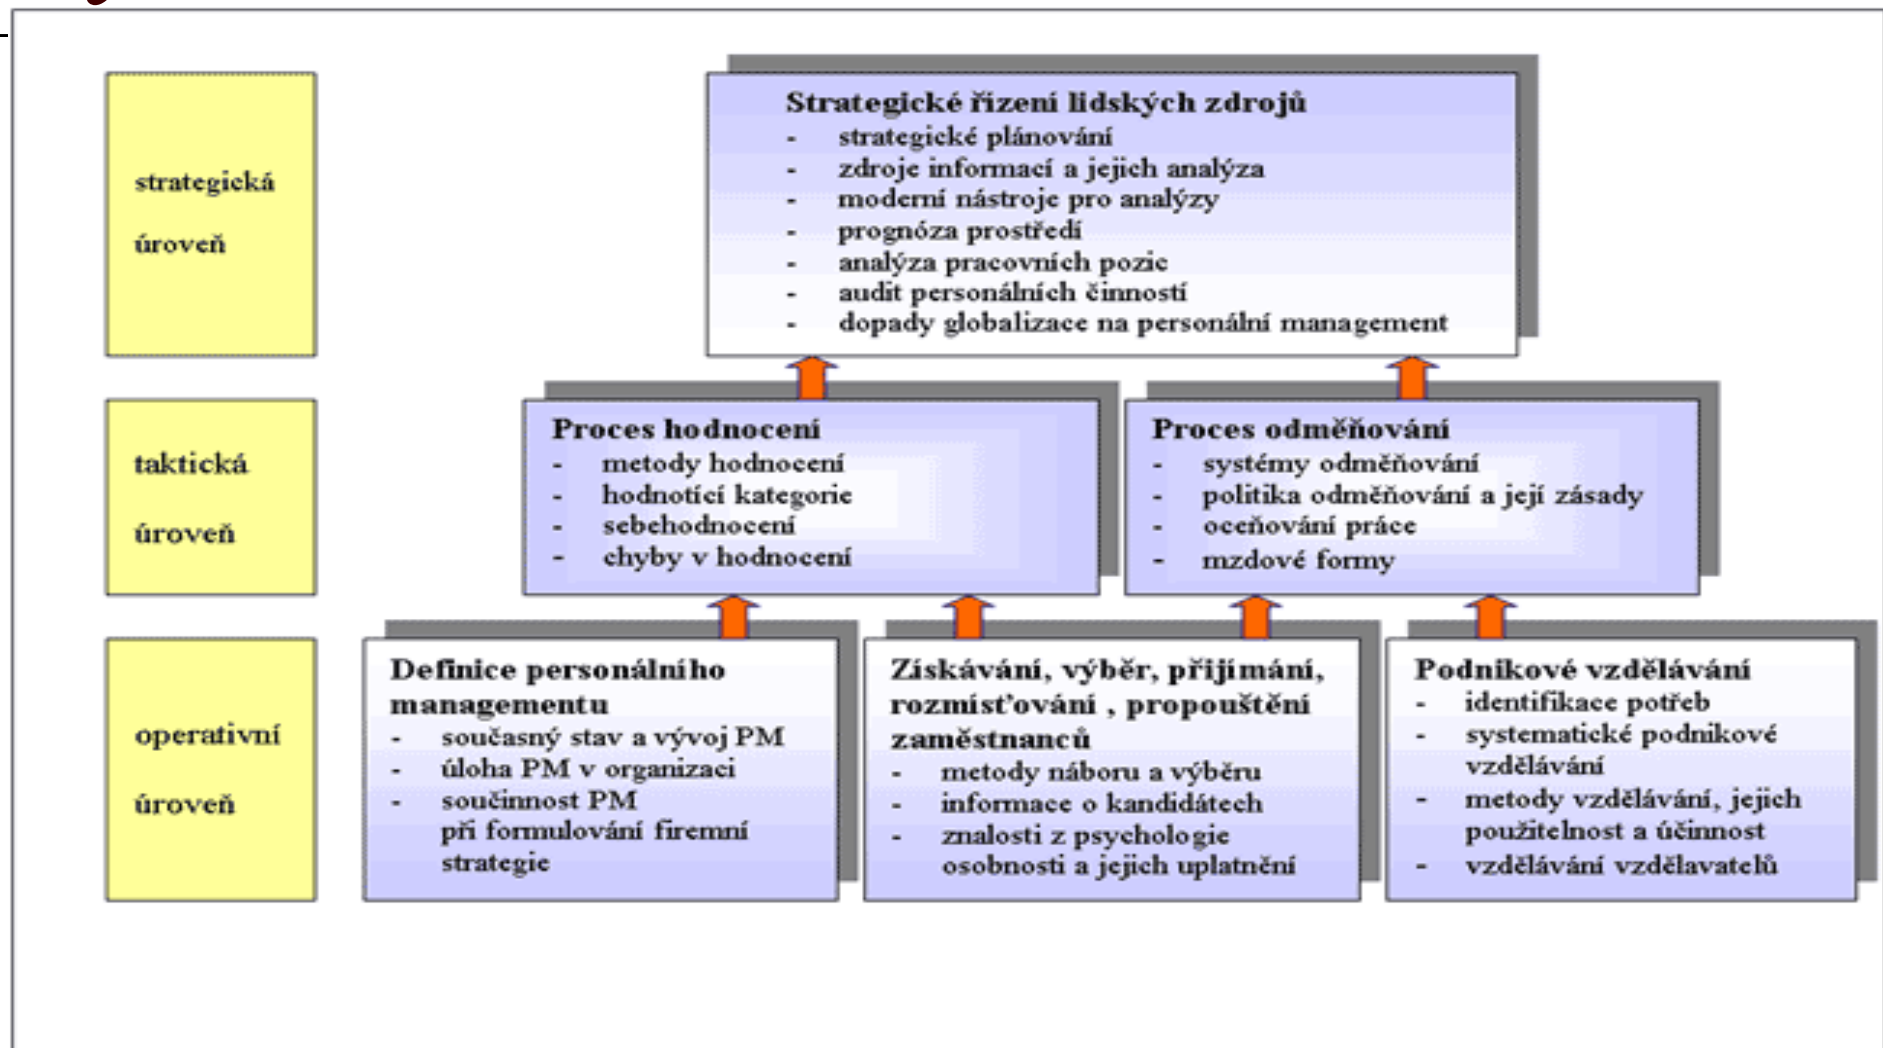 strategická
úroveň
Strategické řízení lidských zdrojů
- strategické plánování
- zdroje informací a jejich analýza
- moderní nástroje pro analýzy
- prognóza prostředí
- analýza pracovních pozic
- audit personálních činností
- dopady globalizace na personální management
taktická
úroveň
Proces hodnocení
- metody hodnocení
- hodnotící kategorie
- sebehodnocení
- chyby v hodnocení
Proces odměňování
- systémy odměňování
- politika odměňování a její zásady
- oceňování práce
- mzdové formy
operativní
úroveň
Definice personálního
managementu
- současný stav a vývoj PM
- úloha PM v organizaci
- součinnost PM
při formulování firemní
strategie
Získávání, výběr, přijímání,
rozmísťování , propouštění
zaměstnanců
- metody náboru a výběru
- informace o kandidátech
- znalosti z psychologie
osobnosti a jejich uplatnění
Podnikové vzdělávání
- identifikace potřeb
- systematické podnikové
vzdělávání
- metody vzdělávání, jejich
použitelnost a účinnost
- vzdělávání vzdělavatelů